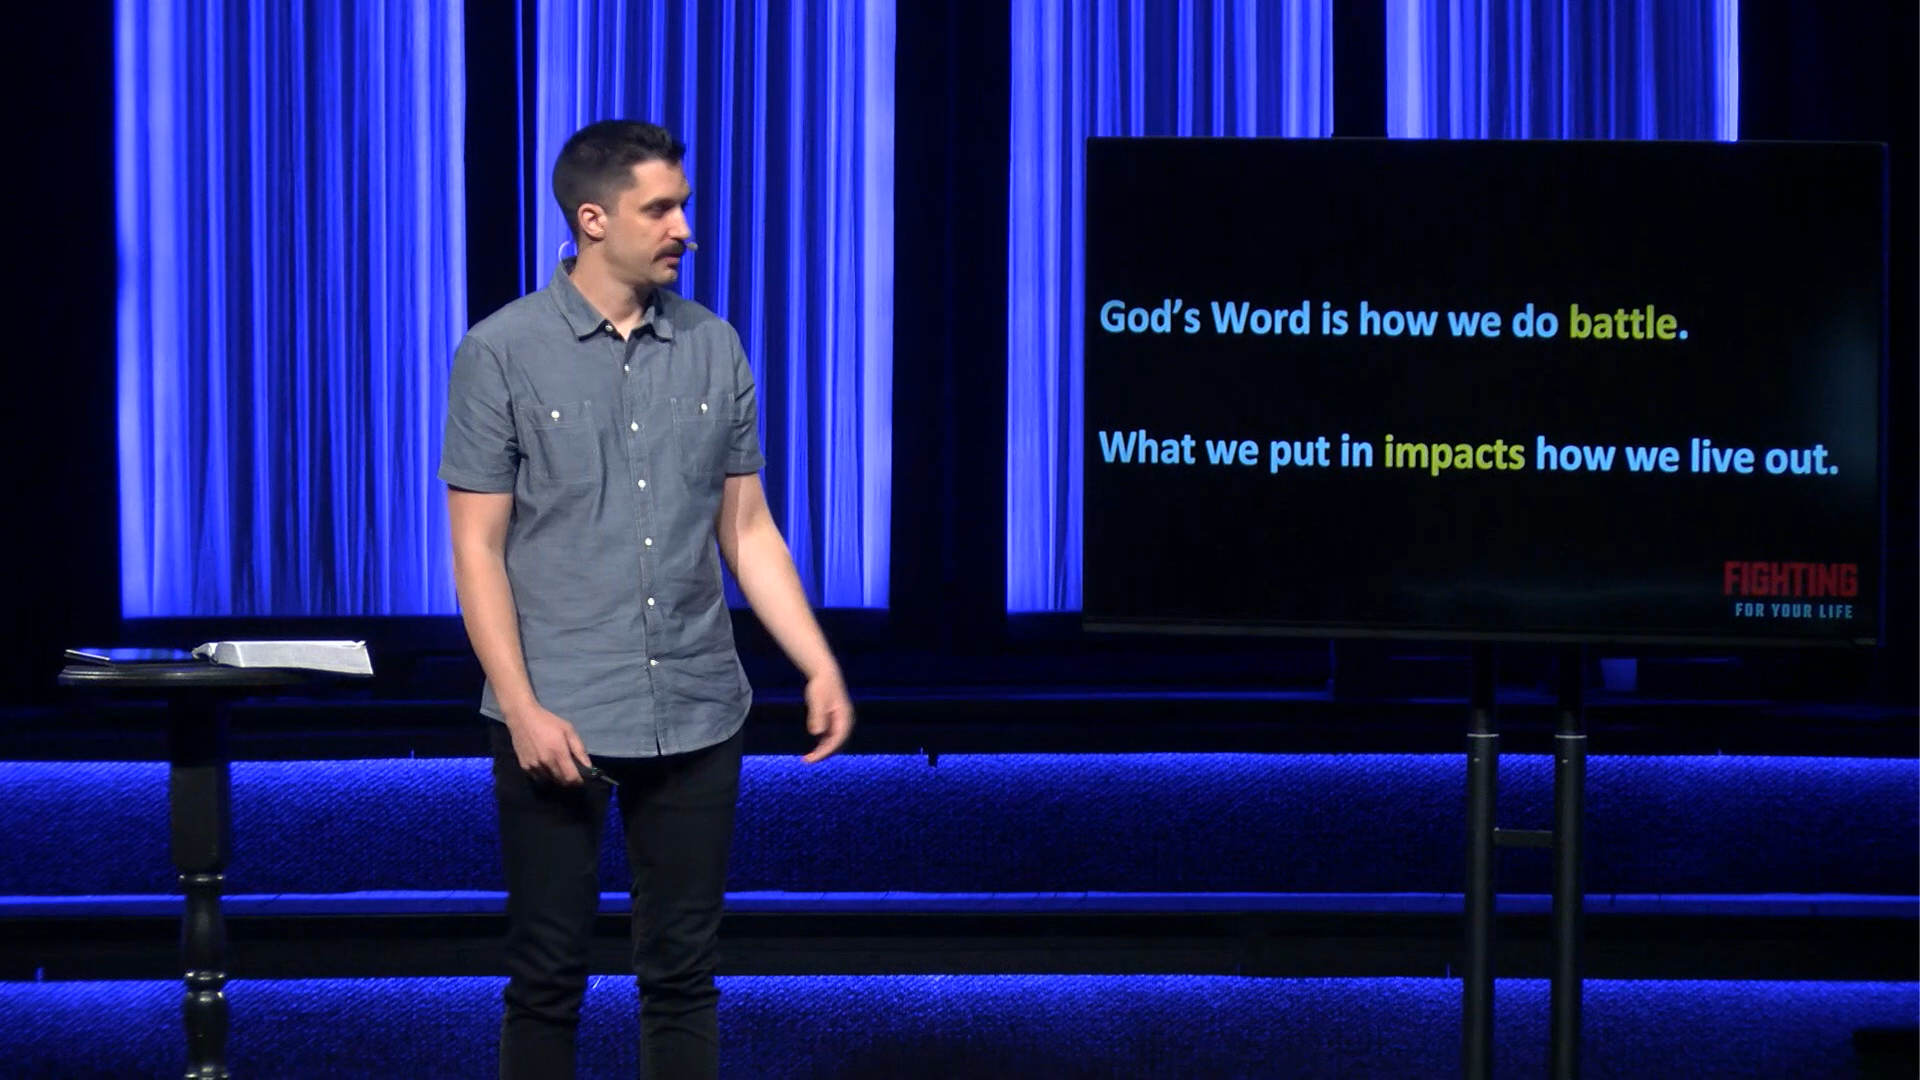 God’s Word is how we do battle.
What we put in impacts how we live out.
FIGHTING
FOR YOUR LIFE